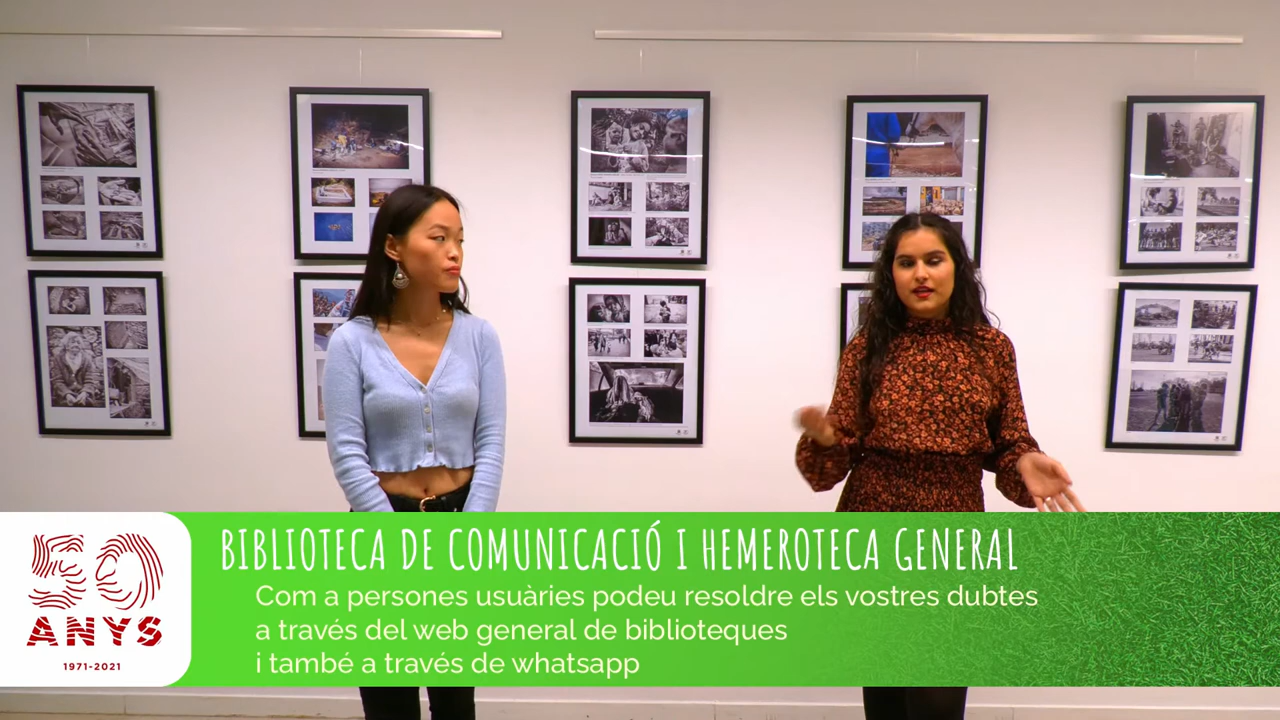 BIBLIOTECA DE COMUNICACIÓ I HEMEROTECA GENERAL
Com a persones usuàries podeu resoldre els vostres dubtes
a través del web general de biblioteques
i també a través de whatsapp
50
ANYS
1971-2021